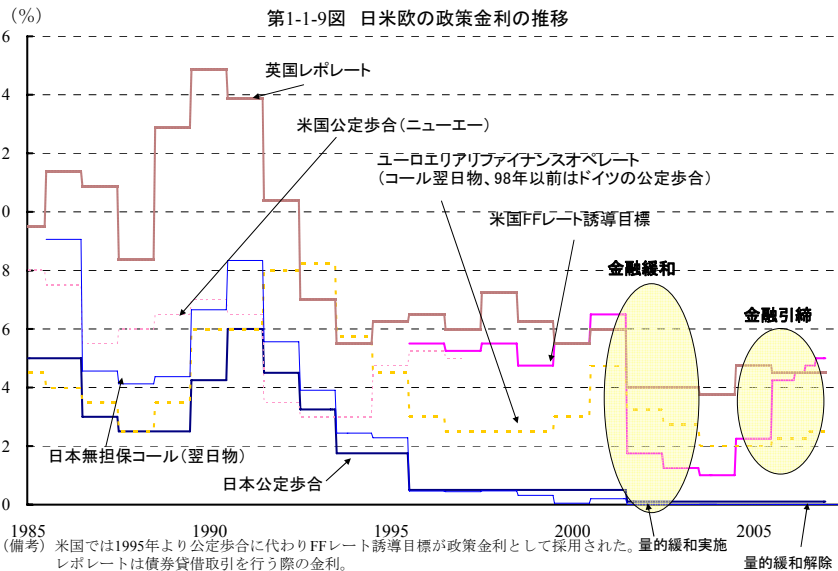 (%)
第1-1-9図 日米欧の政策金利の推移
6
英国レポレート
4
米国公定歩合(ニューエー)
2
ユーロエリアリファイナンスオペレート
(コール翌日物、98年以前はドイツの公定歩合)
0
米国FFレート誘導目標
金融緩和
8
金融引締
6
4
日本無担保コール(翌日物)
2
日本公定歩合
0
1985
1990
1995
2000
2005
量的緩和実施
量的緩和解除
(備考) 米国では1995年より公定歩合に代わりFFレート誘導目標が政策金利として採用された。
レポレートは債券貸借取引を行う際の金利。